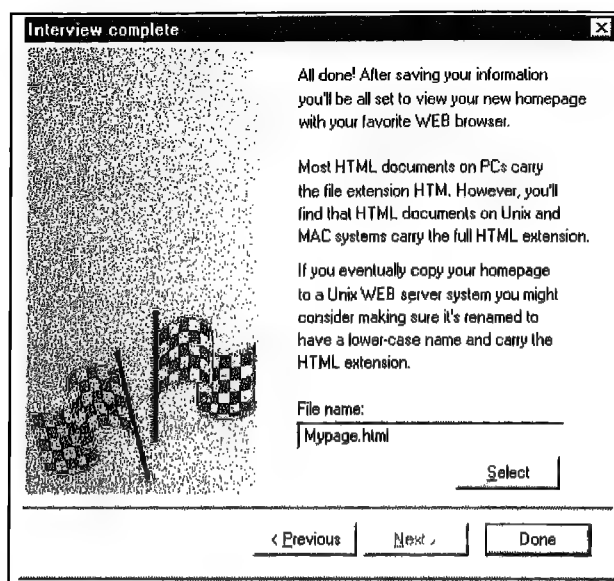 Interview complete
All done! After saving your information
you'll be all set to view your new homepage
with your favorite WEB browser.
Most HTML documents on PCs carry
the file extension HTM. However, you'll
find that HTML documents on Unix and
MAC systems carry the full HTML extension.
If you eventually copy your homepage
to a Unix WEB server system you might
consider making sure it's renamed to
have a lower-case name and carry the
HTML extension.
File name:
Mypage.html
Select
< Previous Next > Done